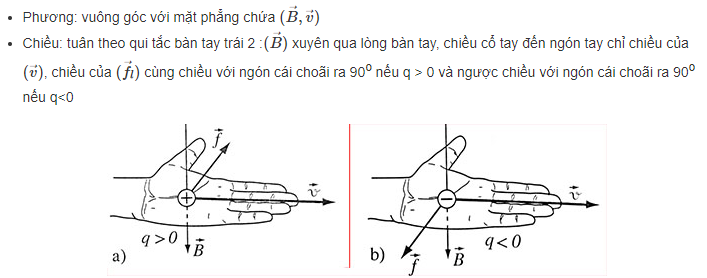 • Phương: vuông góc với mặt phẳng chứa (B⃗, v⃗)
• Chiều: tuân theo qui tắc bàn tay trái 2 :(B⃗) xuyên qua lòng bàn tay, chiều cổ tay đến ngón tay chỉ chiều của
(v⃗), chiều của (f⃗ₗ) cùng chiều với ngón cái choãi ra 90⁰ nếu q > 0 và ngược chiều với ngón cái choãi ra 90⁰
nếu q<0
f⃗
+
v⃗
q > 0
B⃗
a)
−
v⃗
b)
f⃗
B⃗
q < 0